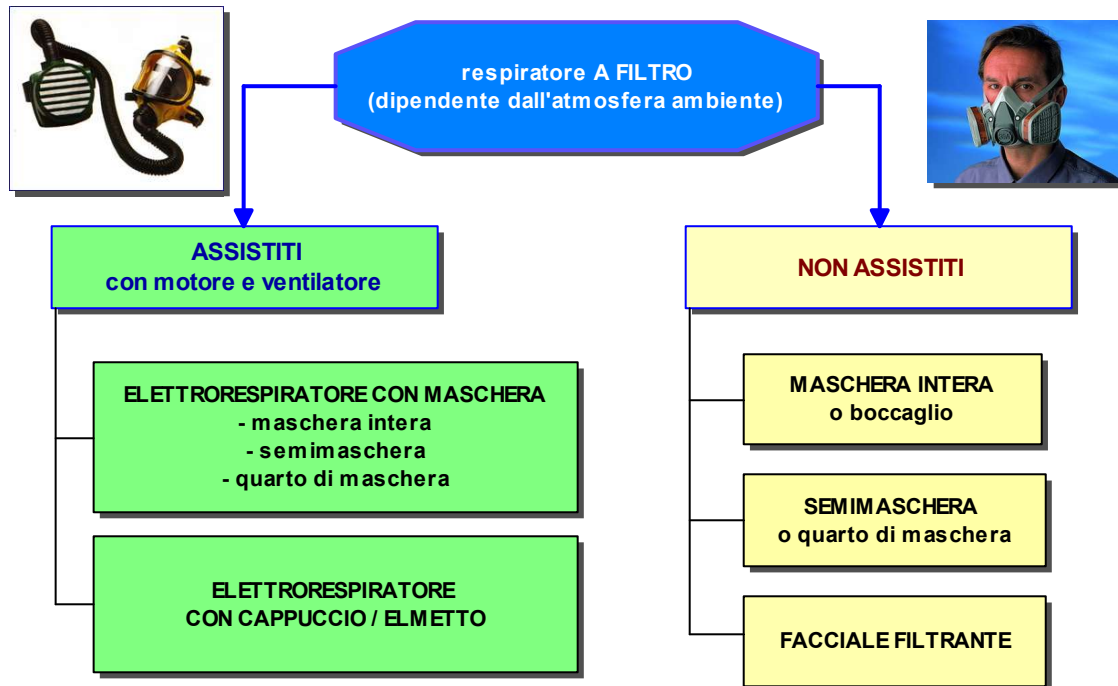 respiratore A FILTRO
(dipendente dall'atmosfera ambiente)
ASSISTITI
con motore e ventilatore
ELETTRORESPIRATORE CON MASCHERA
- maschera intera
- semimaschera
- quarto di maschera
ELETTRORESPIRATORE
CON CAPPUCCIO / ELMETTO
NON ASSISTITI
MASCHERA INTERA
o boccaglio
SEMIMASCHERA
o quarto di maschera
FACCIALE FILTRANTE